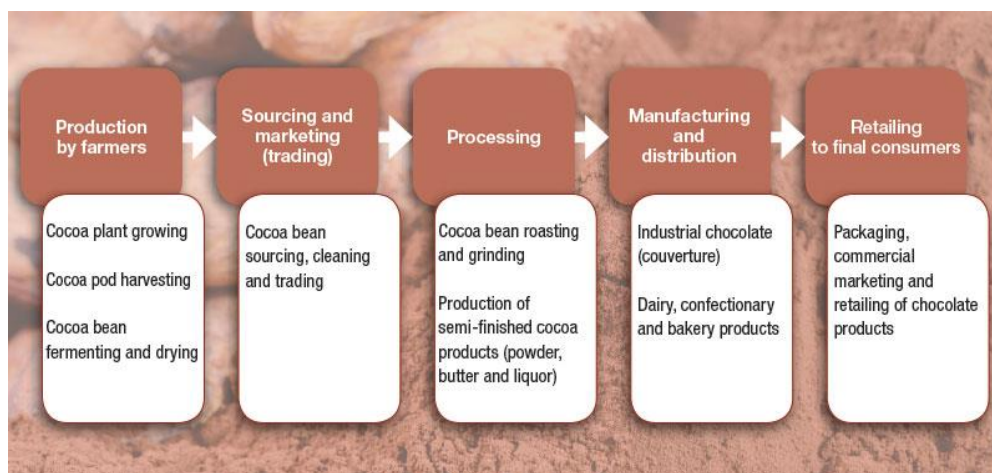 Production
by farmers
Sourcing and
marketing
(trading)
Processing
Manufacturing
and
distribution
Retailing
to final consumers
Cocoa plant growing
Cocoa pod harvesting
Cocoa bean
fermenting and drying
Cocoa bean
sourcing, cleaning
and trading
Cocoa bean roasting
and grinding
Production of
semi-finished cocoa
products (powder,
butter and liquor)
Industrial chocolate
(couverture)
Dairy, confectionary
and bakery products
Packaging,
commercial
marketing and
retailing of chocolate
products